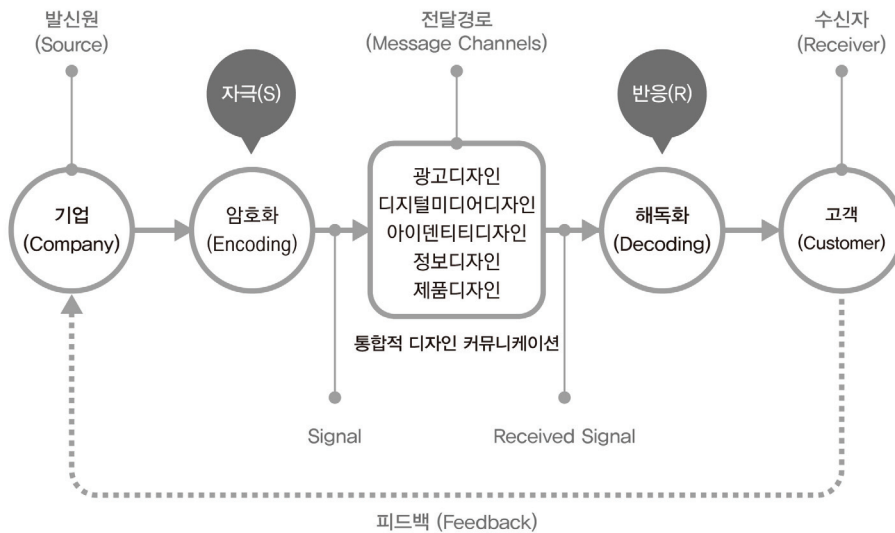 발신원
(Source)
전달경로
(Message Channels)
수신자
(Receiver)
자극(S)
반응(R)
기업
(Company)
암호화
(Encoding)
광고디자인
디지털미디어디자인
아이덴티티디자인
정보디자인
제품디자인
해독화
(Decoding)
고객
(Customer)
통합적 디자인 커뮤니케이션
Signal
Received Signal
피드백 (Feedback)